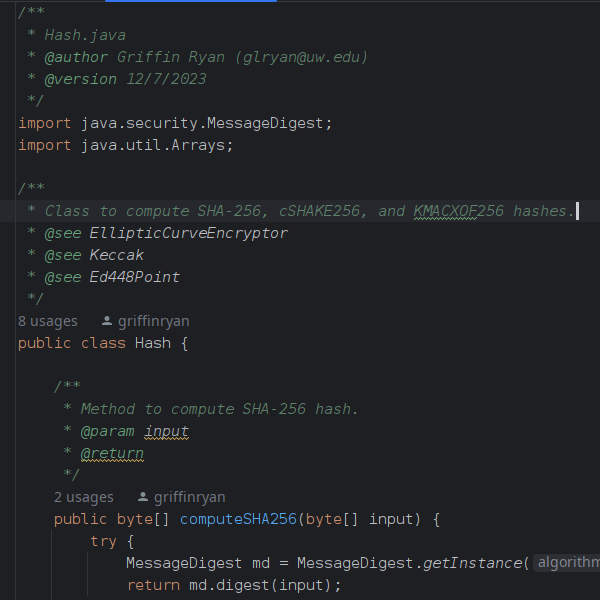 /**
* Hash.java
* @author Griffin Ryan (glryan@uw.edu)
* @version 12/7/2023
*/
import java.security.MessageDigest;
import java.util.Arrays;
/**
* Class to compute SHA-256, cSHAKE256, and KMACXOF256 hashes.
* @see EllipticCurveEncryptor
* @see Keccak
* @see Ed448Point
*/
8 usages griffinryan
public class Hash {
/**
* Method to compute SHA-256 hash.
* @param input
* @return
*/
2 usages griffinryan
public byte[] computeSHA256(byte[] input) {
try {
MessageDigest md = MessageDigest.getInstance( algorithm
return md.digest(input);